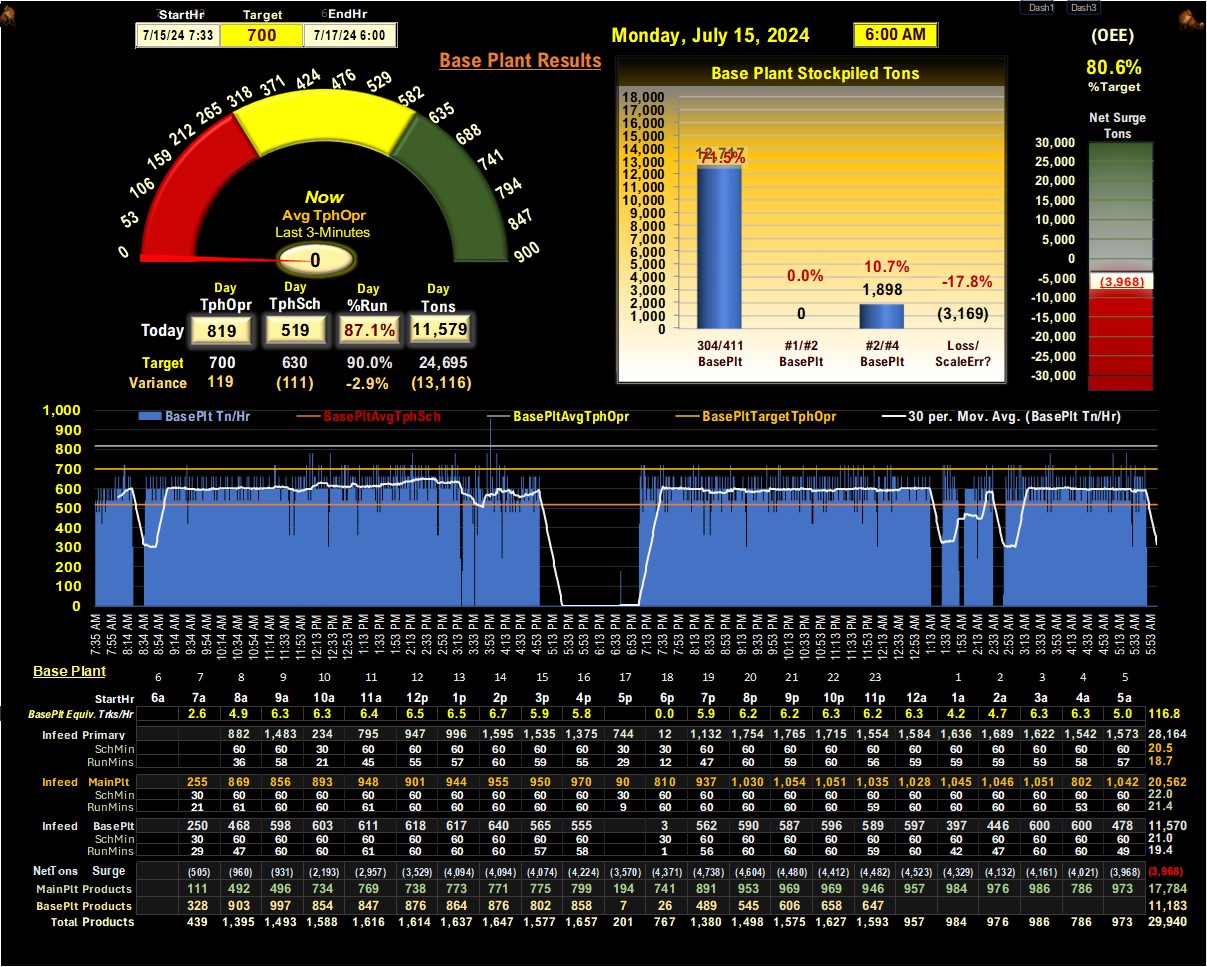 Dash1 Dash3
StartHr Target EndHr
7/15/24 7:33 700 7/17/24 6:00
Monday, July 15, 2024 6:00 AM
(OEE)
80.6%
%Target
Base Plant Results
0 53 106 159 212 265 318 371 424 476 529 582 635 688 741 794 847 900
Now
Avg TphOpr
Last 3-Minutes
0
Day Day Day Day
TphOpr TphSch %Run Tons
Today 819 519 87.1% 11,579
Target 700 630 90.0% 24,695
Variance 119 (111) -2.9% (13,116)
Base Plant Stockpiled Tons
18,000
17,000
16,000
15,000
14,000
13,000
12,000
11,000
10,000
9,000
8,000
7,000
6,000
5,000
4,000
3,000
2,000
1,000
0
71.5%
0.0%
0
10.7%
1,898
-17.8%
(3,169)
304/411 #1/#2 #2/#4 Loss/
BasePlt BasePlt BasePlt ScaleErr?
Net Surge
Tons
30,000
25,000
20,000
15,000
10,000
5,000
0
-5,000
-10,000
-15,000
-20,000
-25,000
-30,000
(3,968)
BasePlt Tn/Hr BasePltAvgTphSch BasePltAvgTphOpr BasePltTargetTphOpr 30 per. Mov. Avg. (BasePlt Tn/Hr)
1,000
900
800
700
600
500
400
300
200
100
0
7:35 AM 7:55 AM 8:14 AM 8:34 AM 8:54 AM 9:14 AM 9:34 AM 9:54 AM 10:14 AM 10:34 AM 10:54 AM 11:13 AM 11:33 AM 11:53 AM 12:13 PM 12:33 PM 12:53 PM 1:13 PM 1:33 PM 1:53 PM 2:13 PM 2:33 PM 2:53 PM 3:13 PM 3:33 PM 3:53 PM 4:13 PM 4:33 PM 4:53 PM 5:13 PM 5:33 PM 5:53 PM 6:13 PM 6:33 PM 6:53 PM 7:13 PM 7:33 PM 7:53 PM 8:13 PM 8:33 PM 8:53 PM 9:13 PM 9:33 PM 9:53 PM 10:13 PM 10:33 PM 10:53 PM 11:13 PM 11:33 PM 11:53 PM 12:13 AM 12:33 AM 12:53 AM 1:13 AM 1:33 AM 1:53 AM 2:13 AM 2:33 AM 2:53 AM 3:13 AM 3:33 AM 3:53 AM 4:13 AM 4:33 AM 4:53 AM 5:13 AM 5:33 AM 5:53 AM
Base Plant 6 7 8 9 10 11 12 13 14 15 16 17 18 19 20 21 22 23 1 2 3 4 5
StartHr 6a 7a 8a 9a 10a 11a 12p 1p 2p 3p 4p 5p 6p 7p 8p 9p 10p 11p 12a 1a 2a 3a 4a 5a
BasePlt Equiv. Trks/Hr 2.6 4.9 6.3 6.3 6.4 6.5 6.5 6.7 5.9 5.8 0.0 5.9 6.2 6.2 6.3 6.2 6.3 4.2 4.7 6.3 6.3 5.0 116.8
Infeed Primary 882 1,483 234 795 947 996 1,595 1,535 1,375 744 12 1,132 1,754 1,765 1,715 1,554 1,584 1,636 1,689 1,622 1,542 1,573 28,164
SchMin 60 60 30 60 60 60 60 60 60 30 30 60 60 60 60 60 60 60 60 60 60 60 20.5
RunMins 36 58 21 45 55 57 60 59 55 29 12 47 60 59 60 56 59 59 59 59 58 57 18.7
Infeed MainPlt 255 869 856 893 948 901 944 955 950 970 90 810 937 1,030 1,054 1,051 1,035 1,028 1,045 1,046 1,051 802 1,042 20,562
SchMin 30 60 60 60 60 60 60 60 60 60 30 60 60 60 60 60 60 60 60 60 60 60 60 22.0
RunMins 21 61 60 60 61 60 60 60 60 60 9 60 60 60 60 60 59 60 60 60 60 53 60 21.4
Infeed BasePlt 250 468 598 603 611 618 617 640 565 555 3 562 590 587 596 589 597 397 446 600 600 478 11,570
SchMin 30 60 60 60 60 60 60 60 60 60 30 60 60 60 60 60 60 60 60 60 60 60 21.0
RunMins 29 47 60 60 61 60 60 60 57 58 1 56 60 60 60 59 60 42 47 60 60 49 19.4
NetTons Surge (505) (960) (931) (2,193) (2,957) (3,529) (4,094) (4,094) (4,074) (4,224) (3,570) (4,371) (4,738) (4,604) (4,480) (4,412) (4,482) (4,523) (4,329) (4,132) (4,161) (4,021) (3,968) (3,968)
MainPlt Products 111 492 496 734 769 738 773 771 775 799 194 741 891 953 969 969 946 957 984 976 986 786 973 17,784
BasePlt Products 328 903 997 854 847 876 864 876 802 858 7 26 489 545 606 658 647 11,183
Total Products 439 1,395 1,493 1,588 1,616 1,614 1,637 1,647 1,577 1,657 201 767 1,380 1,498 1,575 1,627 1,593 957 984 976 986 786 973 29,940